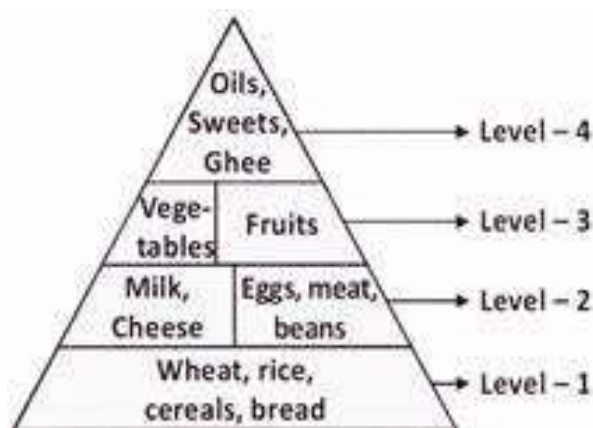 Oils,
Sweets,
Ghee
Level – 4
Vege-
tables
Fruits
Level – 3
Milk,
Cheese
Eggs, meat,
beans
Level – 2
Wheat, rice,
cereals, bread
Level – 1